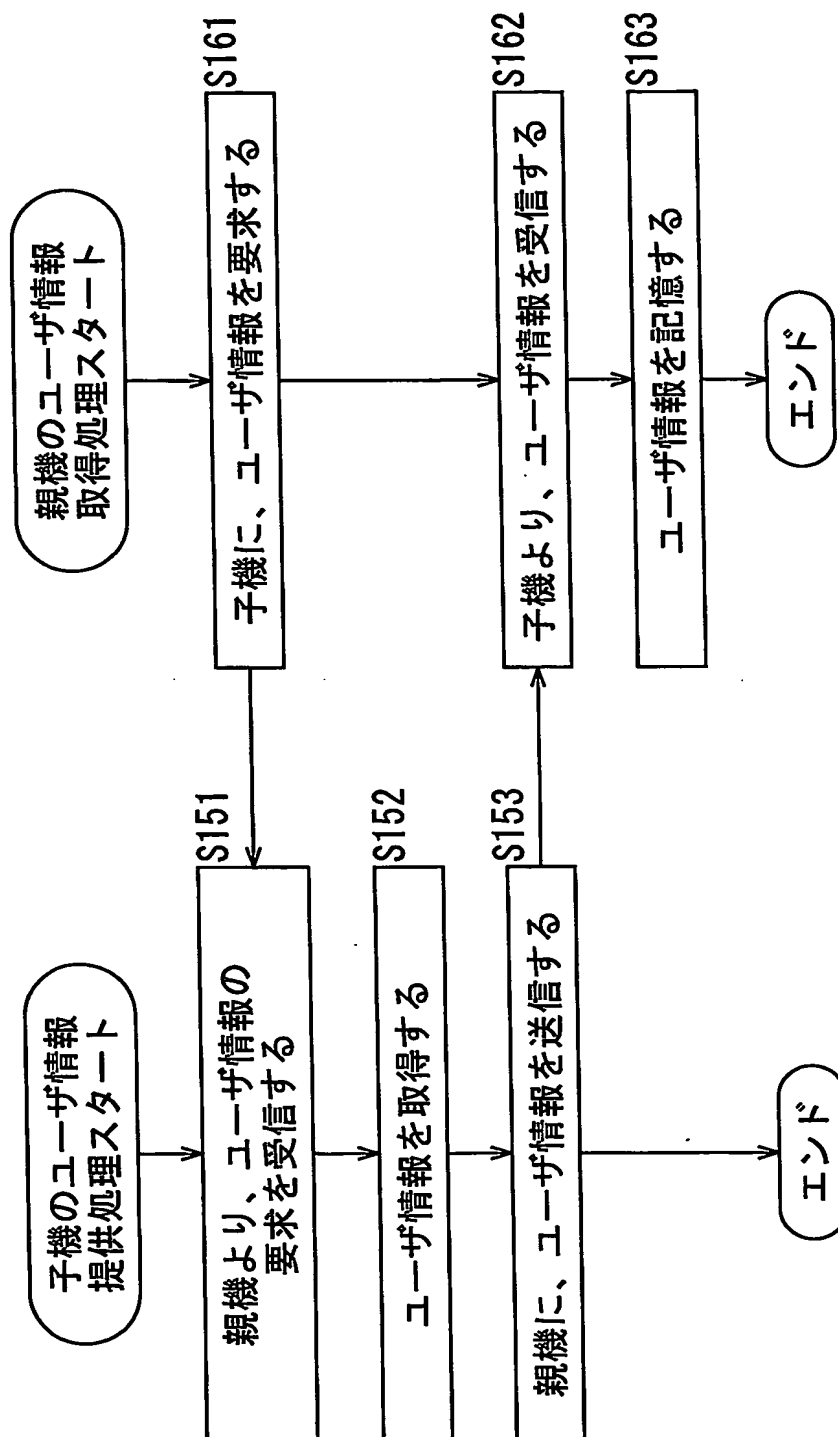 子機のユーザ情報
提供処理スタート
S151
親機より、ユーザ情報の
要求を受信する
S152
ユーザ情報を取得する
S153
親機に、ユーザ情報を送信する
エンド
親機のユーザ情報
取得処理スタート
S161
子機に、ユーザ情報を要求する
S162
子機より、ユーザ情報を受信する
S163
ユーザ情報を記憶する
エンド